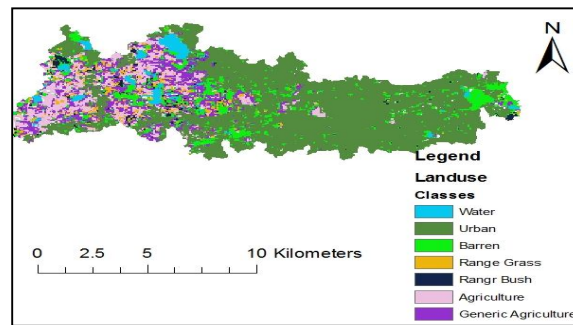 N
Legend
Landuse
Classes
Water
Urban
Barren
Range Grass
Rangr Bush
Agriculture
Generic Agriculture
0 2.5 5 10 Kilometers